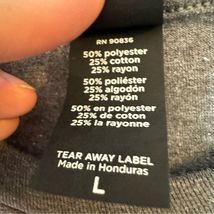 RN 90836
50% polyester
25% cotton
25% rayon
50% poliéster
25% algodón
25% rayón
50% en polyester
25% de coton
25% la rayonne
TEAR AWAY LABEL
Made in Honduras
L